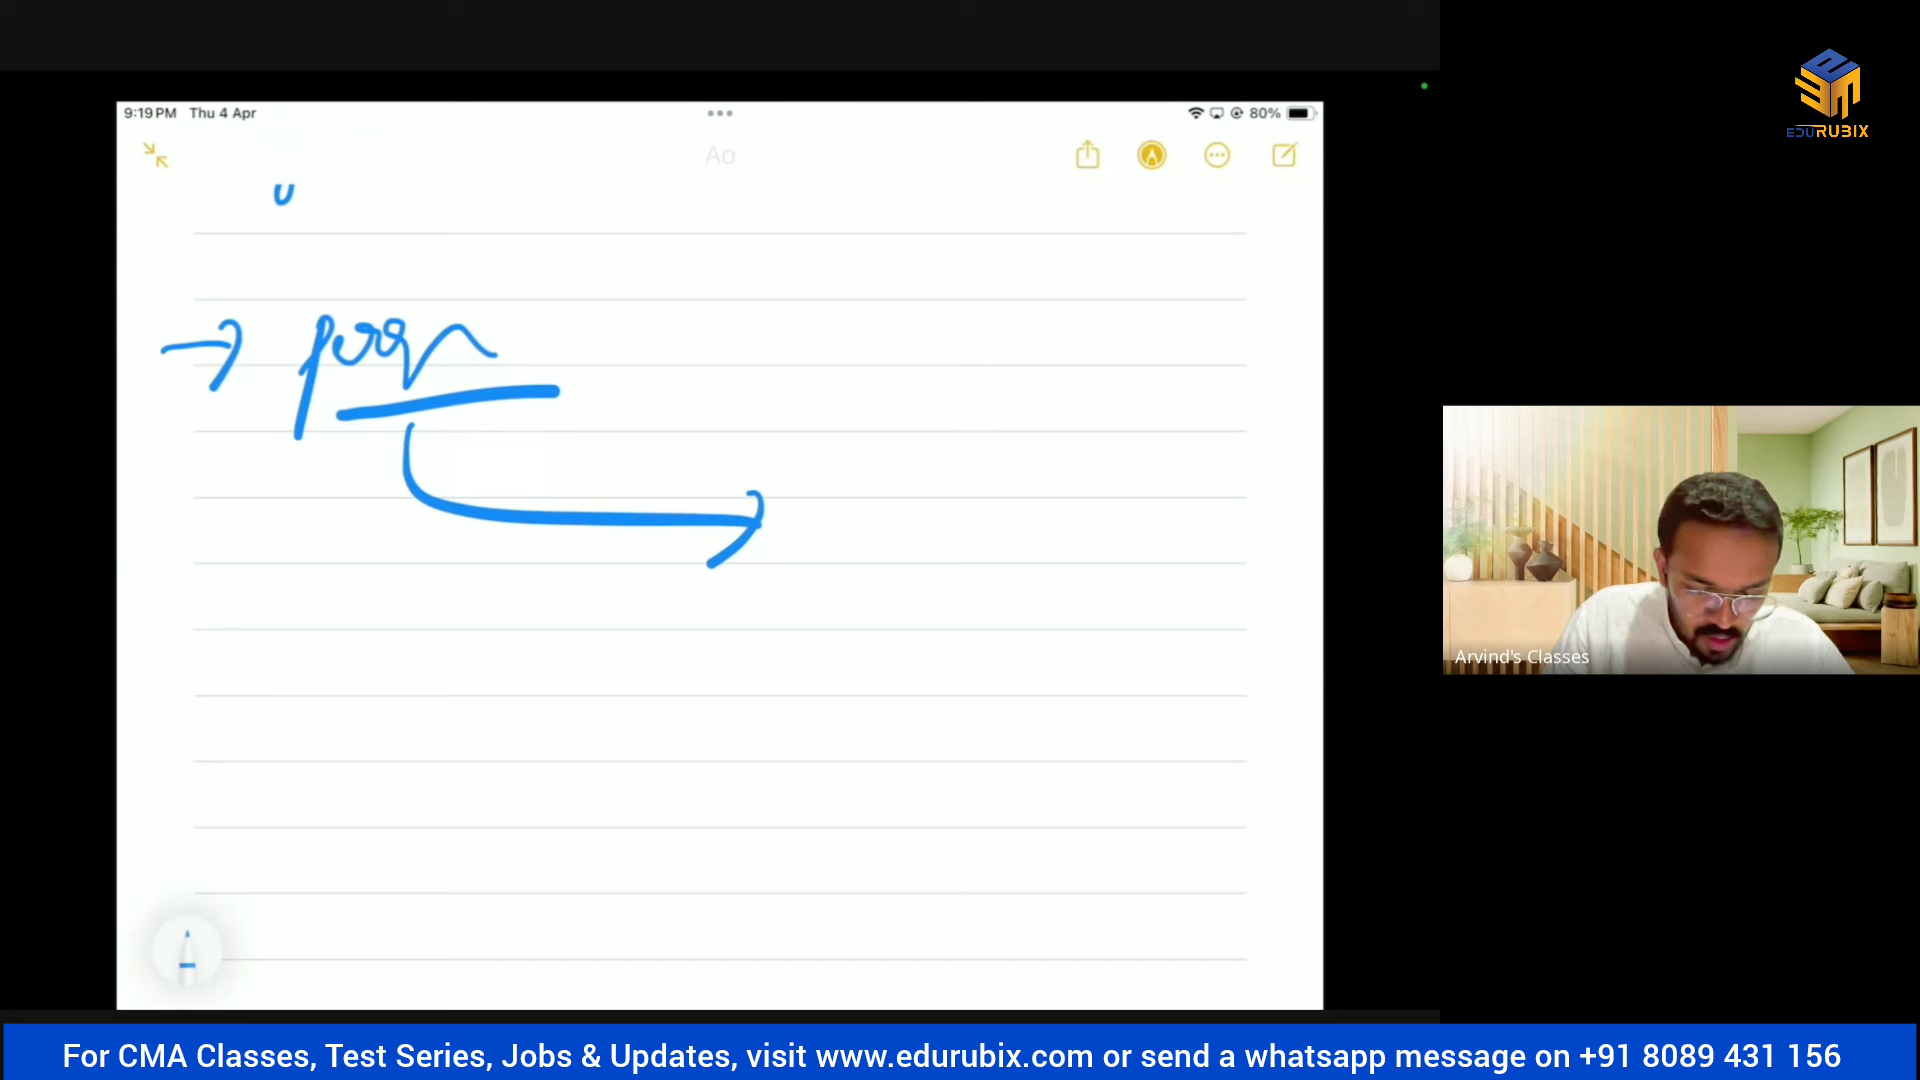 9:19 PM Thu 4 Apr
80%
Aa
EDURUBIX
Arvind's Classes
For CMA Classes, Test Series, Jobs & Updates, visit www.edurubix.com or send a whatsapp message on +91 8089 431 156